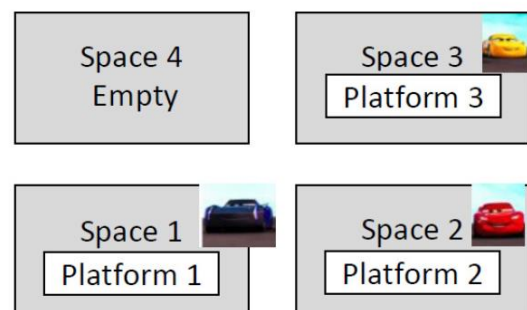 Space 4
Empty
Space 3
Platform 3
Space 1
Platform 1
Space 2
Platform 2